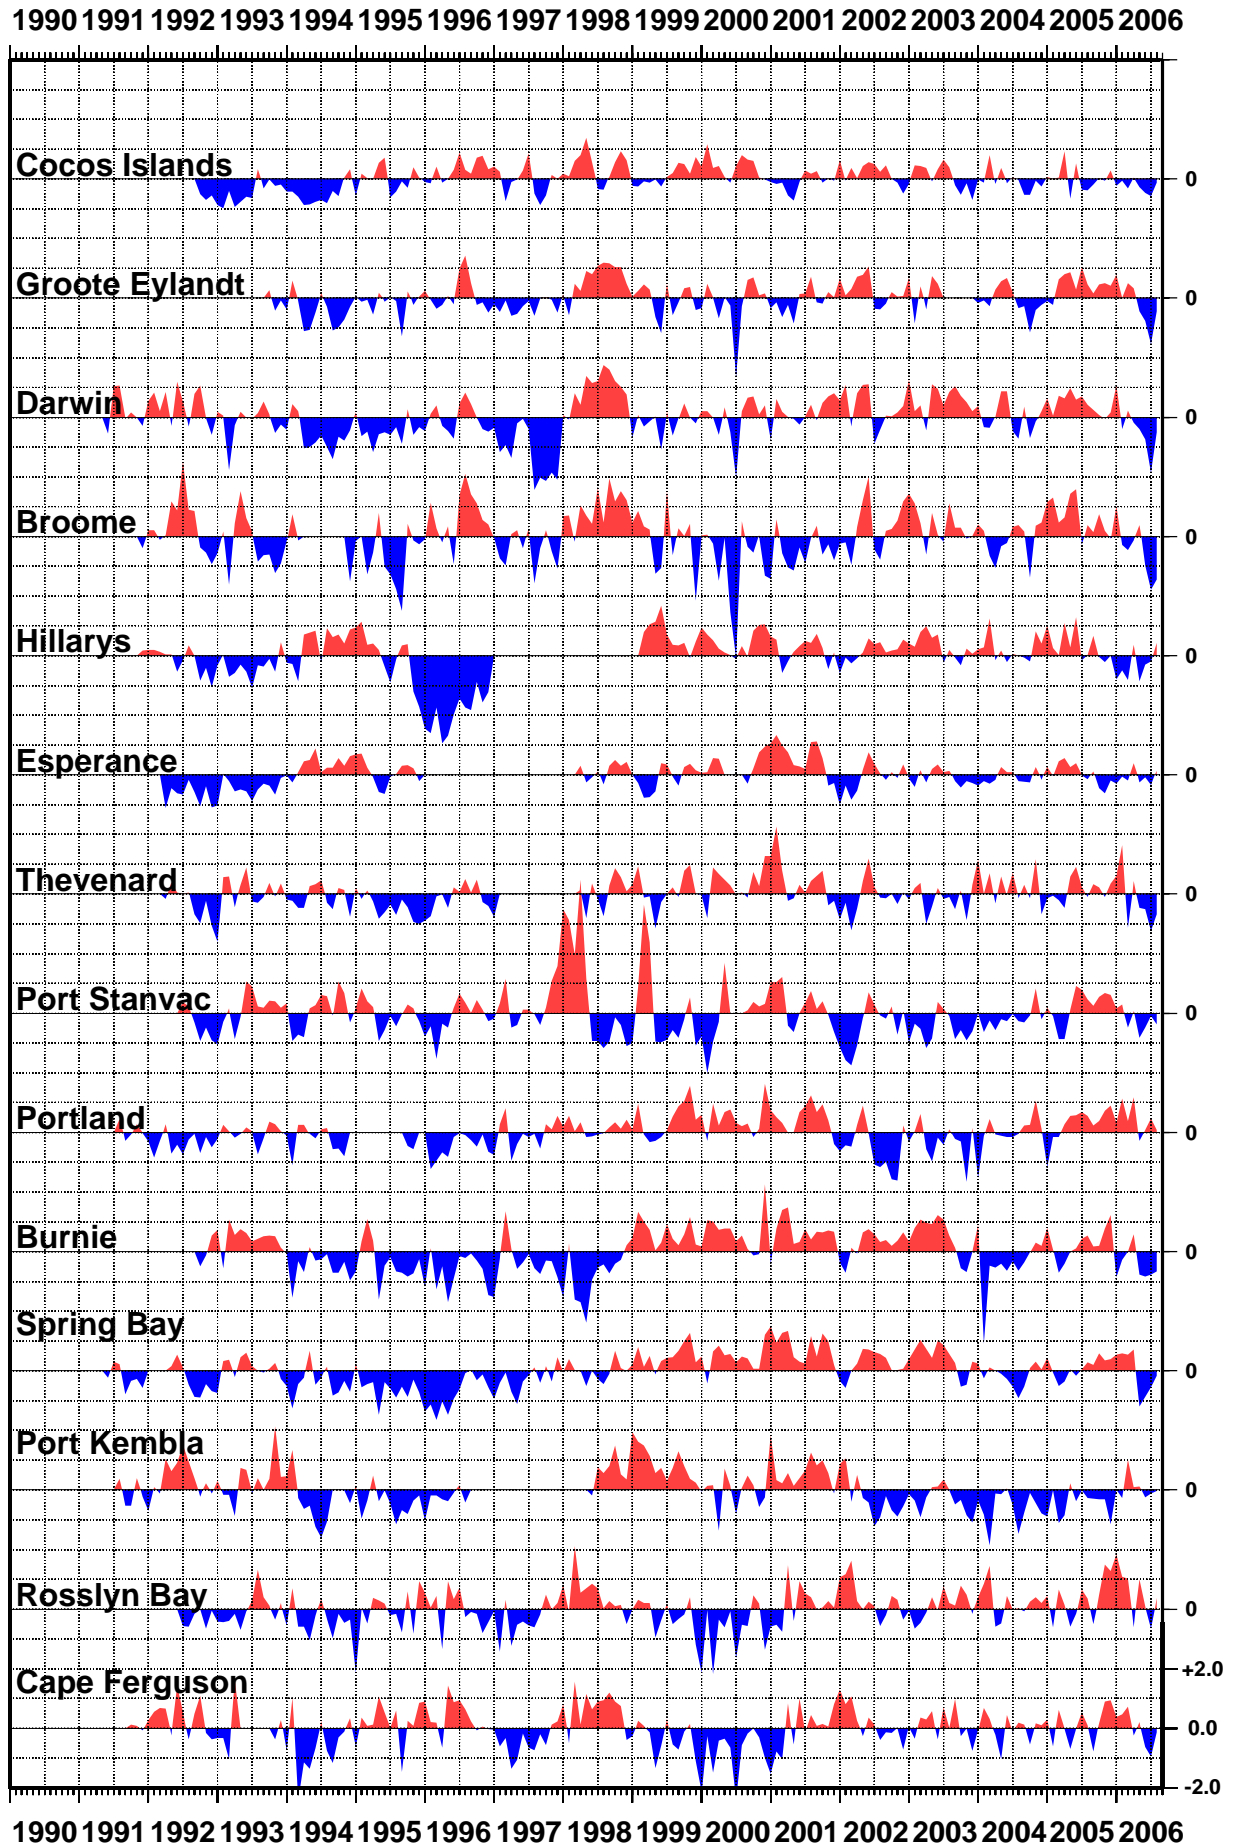 1990 1991 1992 1993 1994 1995 1996 1997 1998 1999 2000 2001 2002 2003 2004 2005 2006
Cocos Islands 0
Groote Eylandt 0
Darwin 0
Broome
Hillarys 0
Esperance 0
Thevenard 0
Port Stanvac 0
Portland 0
Burnie 0
Spring Bay 0
Port Kembla 0
Rosslyn Bay 0
+2.0
Cape Ferguson
0.0
-2.0
1990 1991 1992 1993 1994 1995 1996 1997 1998 1999 2000 2001 2002 2003 2004 2005 2006